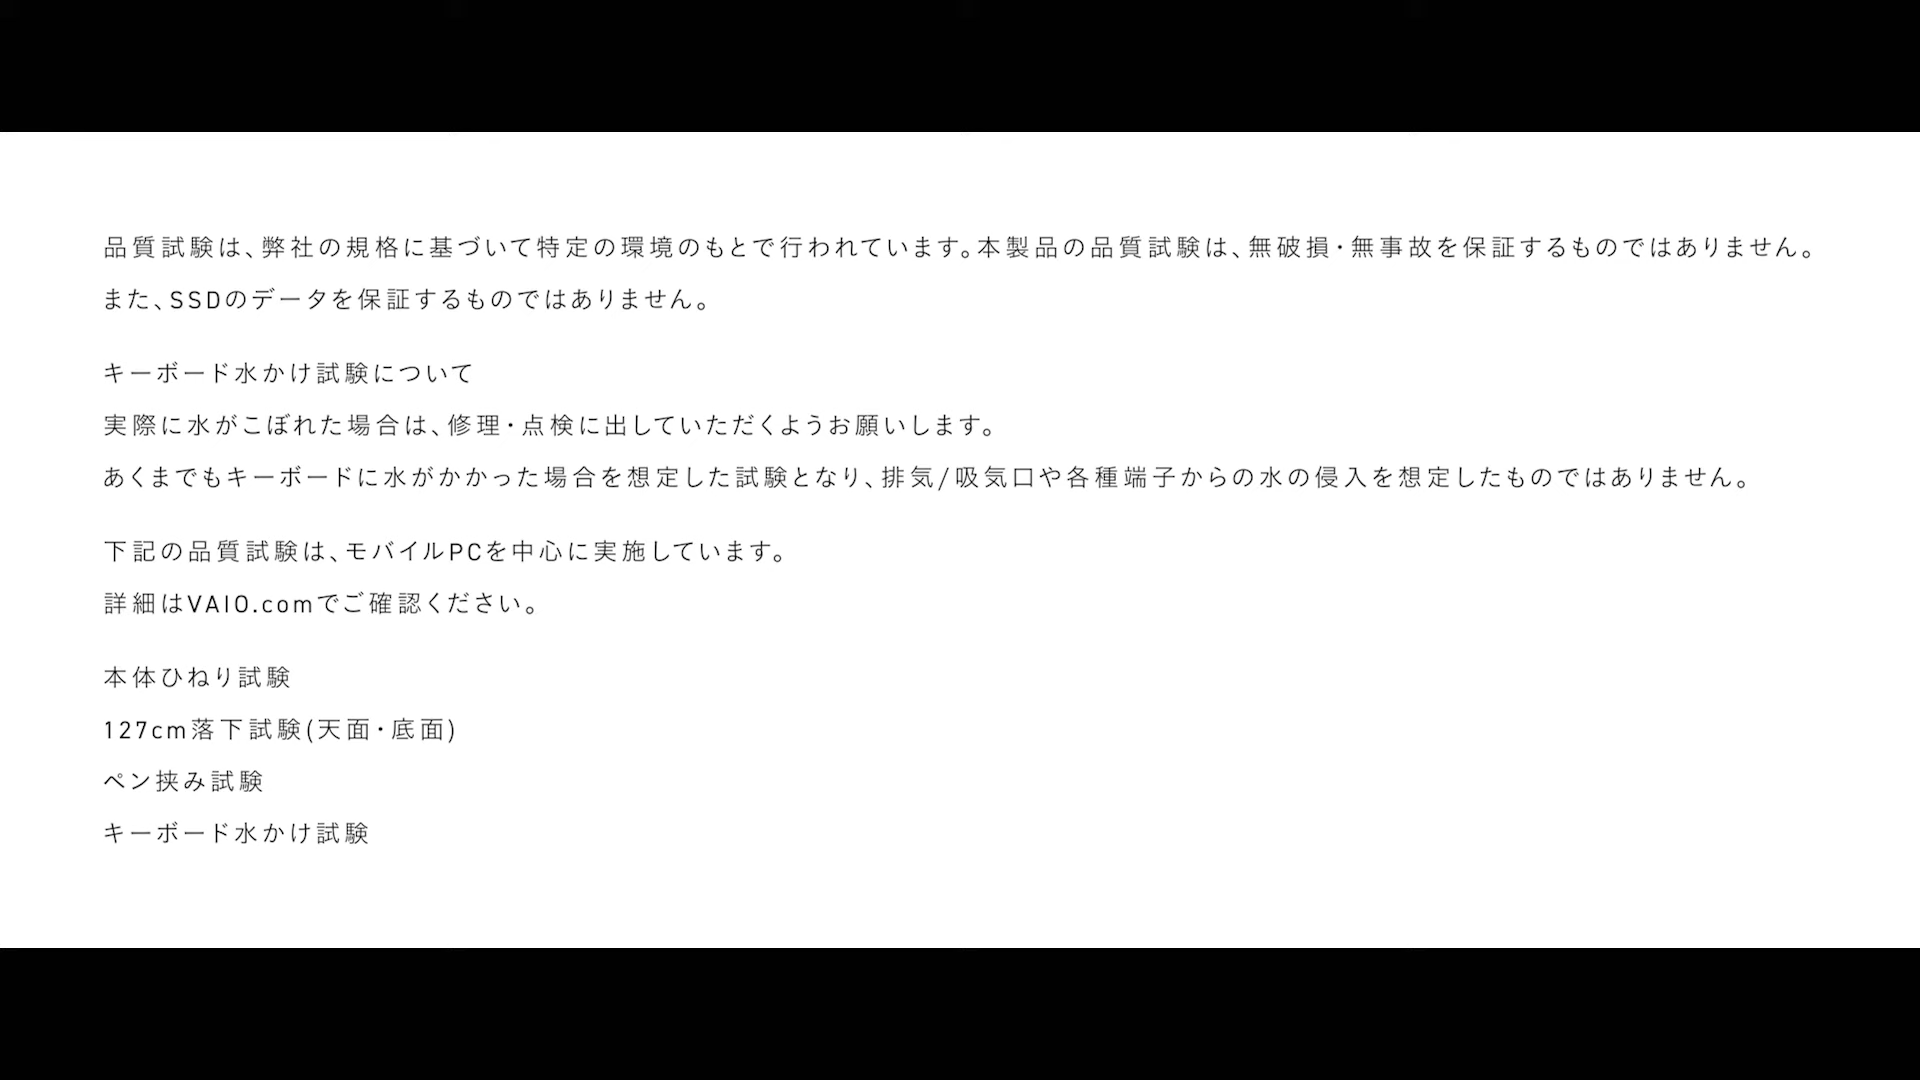 品質試験は、弊社の規格に基づいて特定の環境のもとで行われています。本製品の品質試験は、無破損・無事故を保証するものではありません。
また、SSDのデータを保証するものではありません。
キーボード水かけ試験について
実際に水がこぼれた場合は、修理・点検に出していただくようお願いします。
あくまでもキーボードに水がかかった場合を想定した試験となり、排気/吸気口や各種端子からの水の侵入を想定したものではありません。
下記の品質試験は、モバイルPCを中心に実施しています。
詳細はVAIO.comでご確認ください。
本体ひねり試験
127cm落下試験(天面・底面)
ペン挟み試験
キーボード水かけ試験